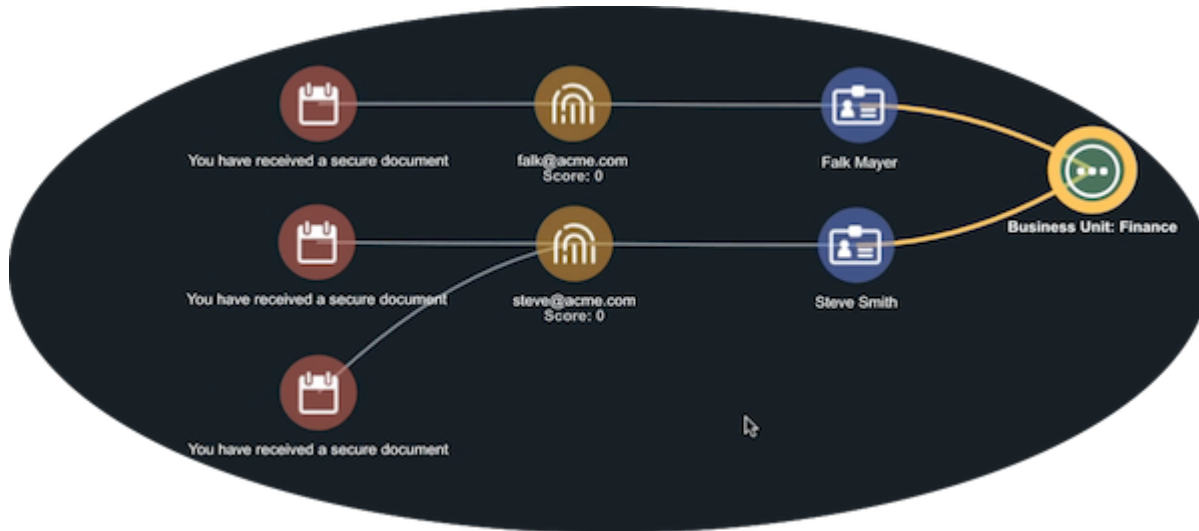 You have received a secure document
falk@acme.com
Score: 0
Falk Mayer
Business Unit: Finance
You have received a secure document
steve@acme.com
Score: 0
Steve Smith
You have received a secure document